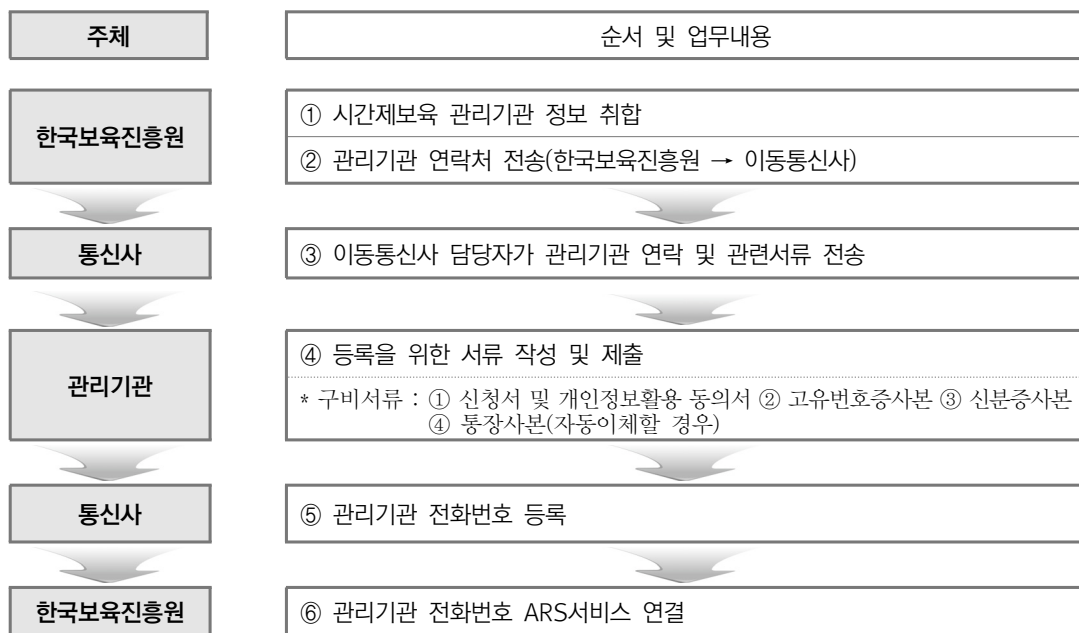 주체
순서 및 업무내용
한국보육진흥원
① 시간제보육 관리기관 정보 취합
② 관리기관 연락처 전송(한국보육진흥원 → 이동통신사)
통신사
③ 이동통신사 담당자가 관리기관 연락 및 관련서류 전송
관리기관
④ 등록을 위한 서류 작성 및 제출
* 구비서류 : ① 신청서 및 개인정보활용 동의서 ② 고유번호증사본 ③ 신분증사본
④ 통장사본(자동이체할 경우)
통신사
⑤ 관리기관 전화번호 등록
한국보육진흥원
⑥ 관리기관 전화번호 ARS서비스 연결